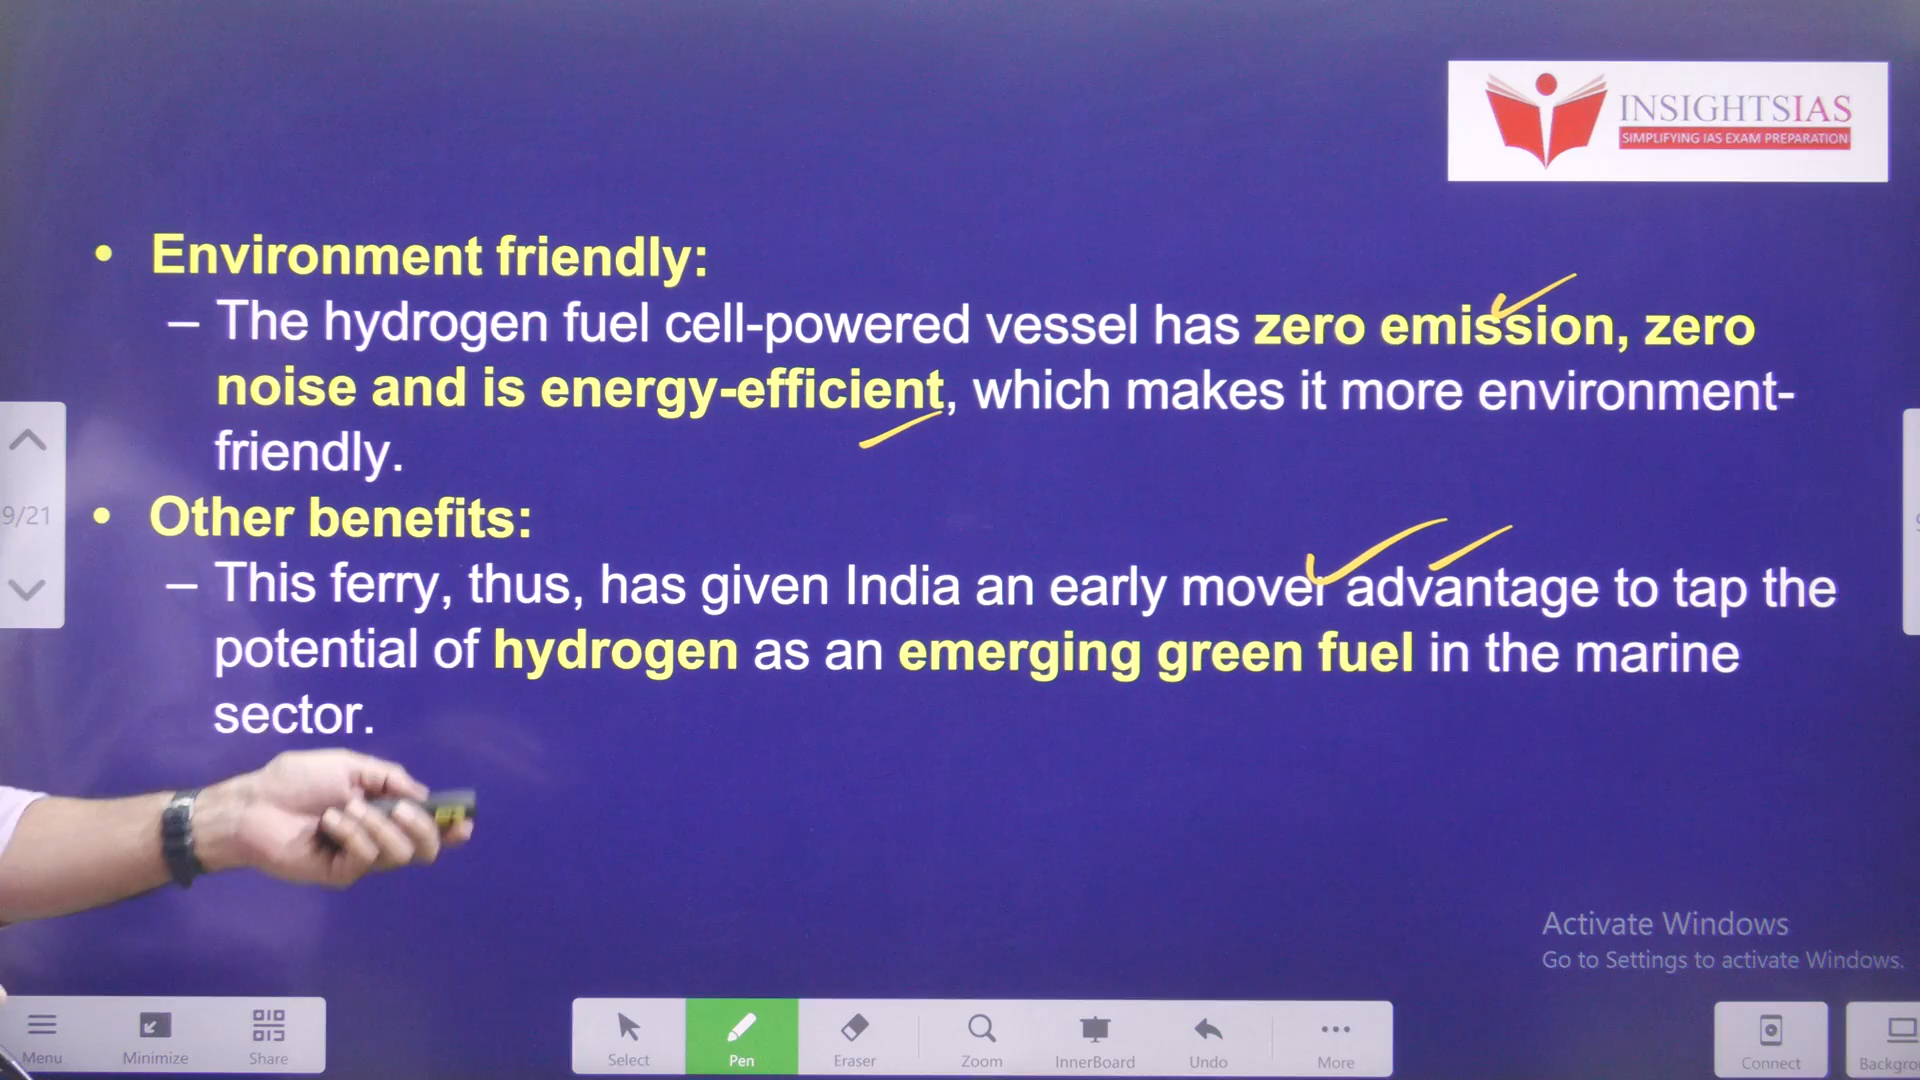 INSIGHTSIAS
SIMPLIFYING IAS EXAM PREPARATION
• Environment friendly:
– The hydrogen fuel cell-powered vessel has zero emission, zero
noise and is energy-efficient, which makes it more environment-
friendly.
9/21
• Other benefits:
– This ferry, thus, has given India an early mover advantage to tap the
potential of hydrogen as an emerging green fuel in the marine
sector.
Activate Windows
Go to Settings to activate Windows.
Menu Minimize Share Select Pen Eraser Zoom InnerBoard Undo More Connect Backgro